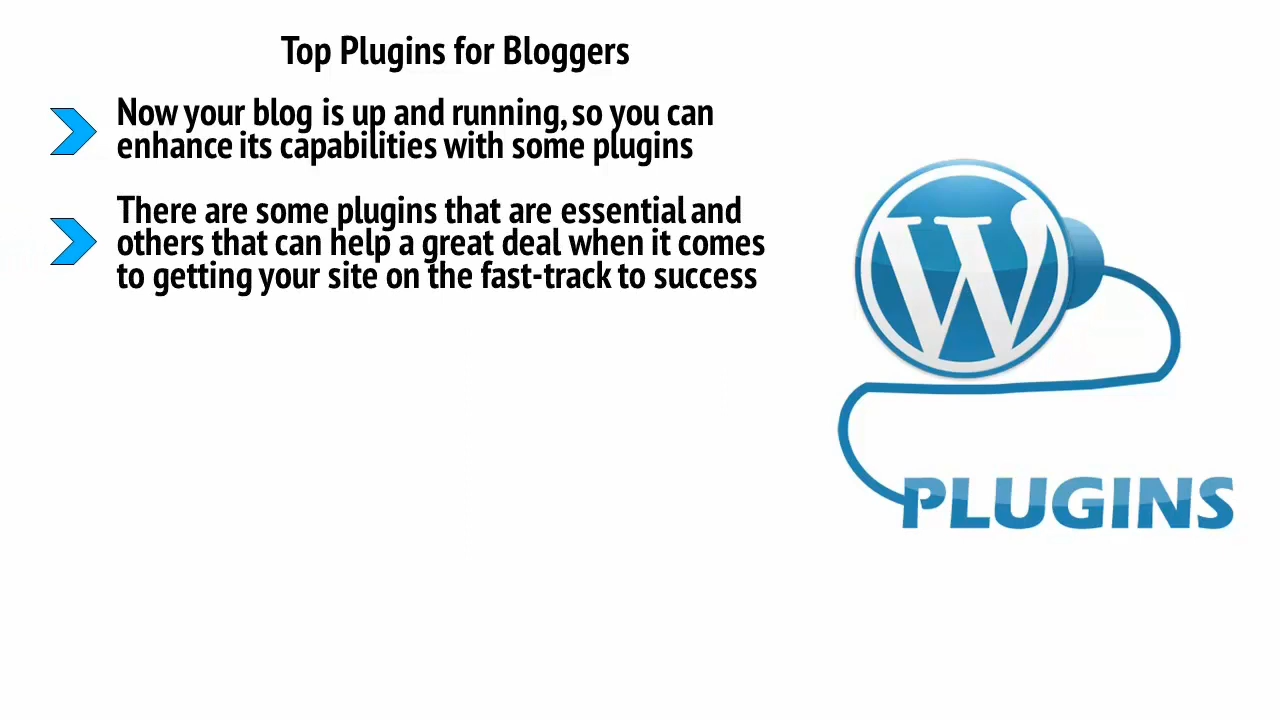 Top Plugins for Bloggers
Now your blog is up and running, so you can
enhance its capabilities with some plugins
There are some plugins that are essential and
others that can help a great deal when it comes
to getting your site on the fast-track to success
W
PLUGINS